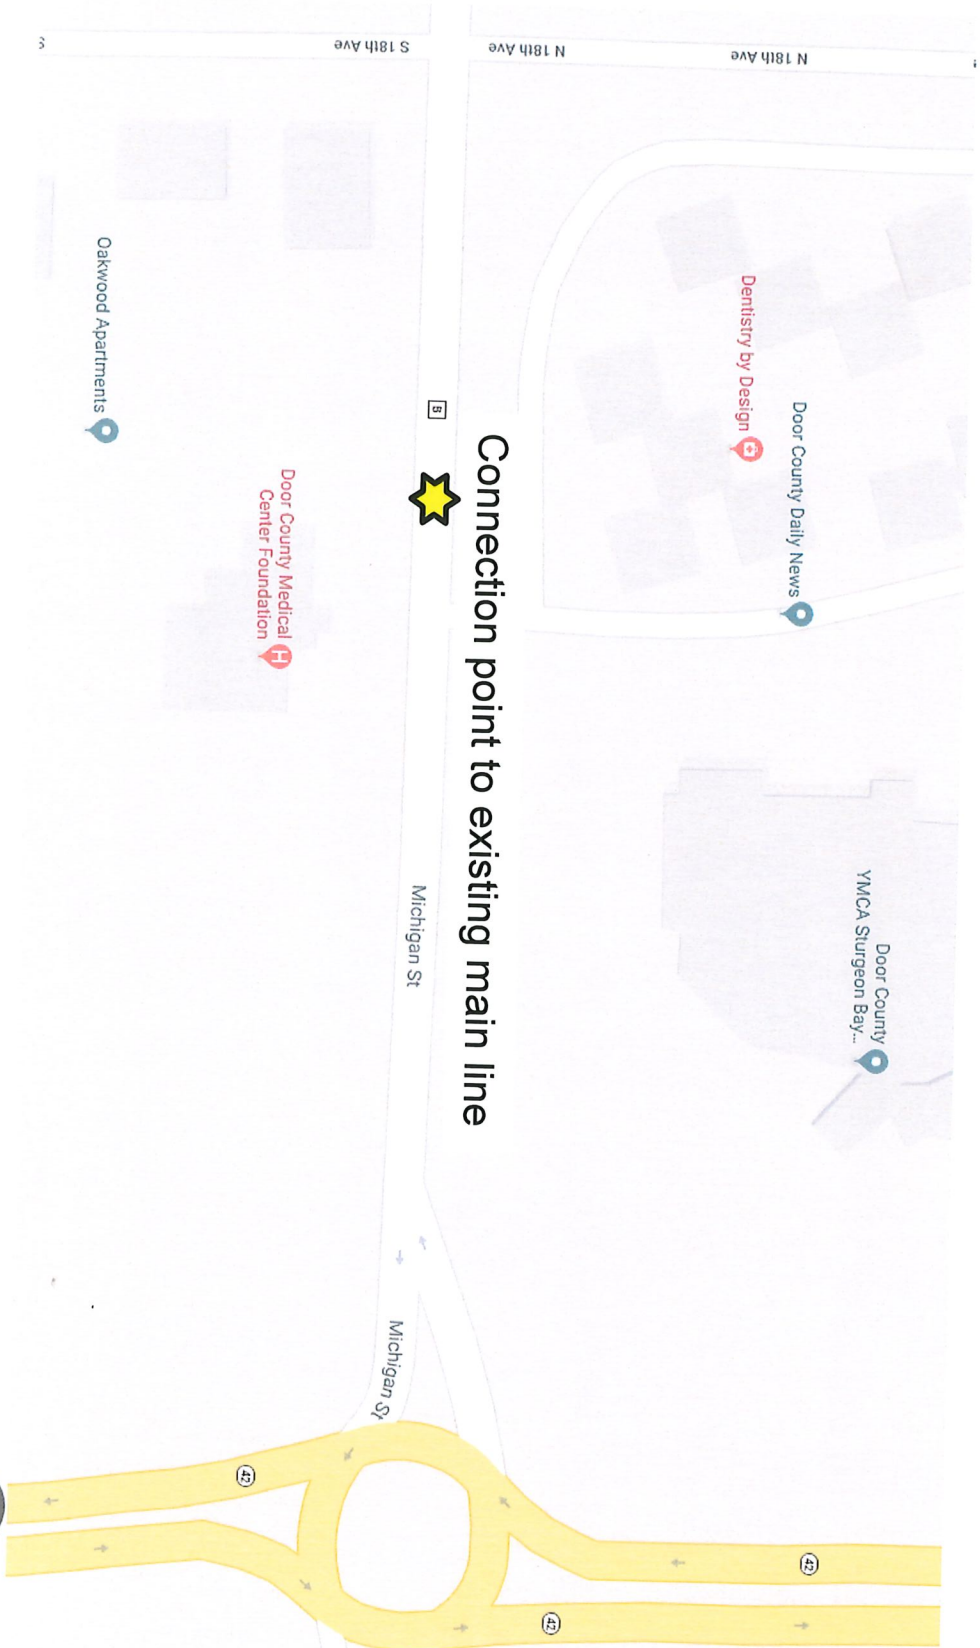 N 18th Ave
N 18th Ave
S 18th Ave
S
Door County Daily News
Dentistry by Design
Door County
YMCA Sturgeon Bay...
Connection point to existing main line
B
Michigan St
Michigan St
Door County Medical
Center Foundation
Oakwood Apartments
42
42
42